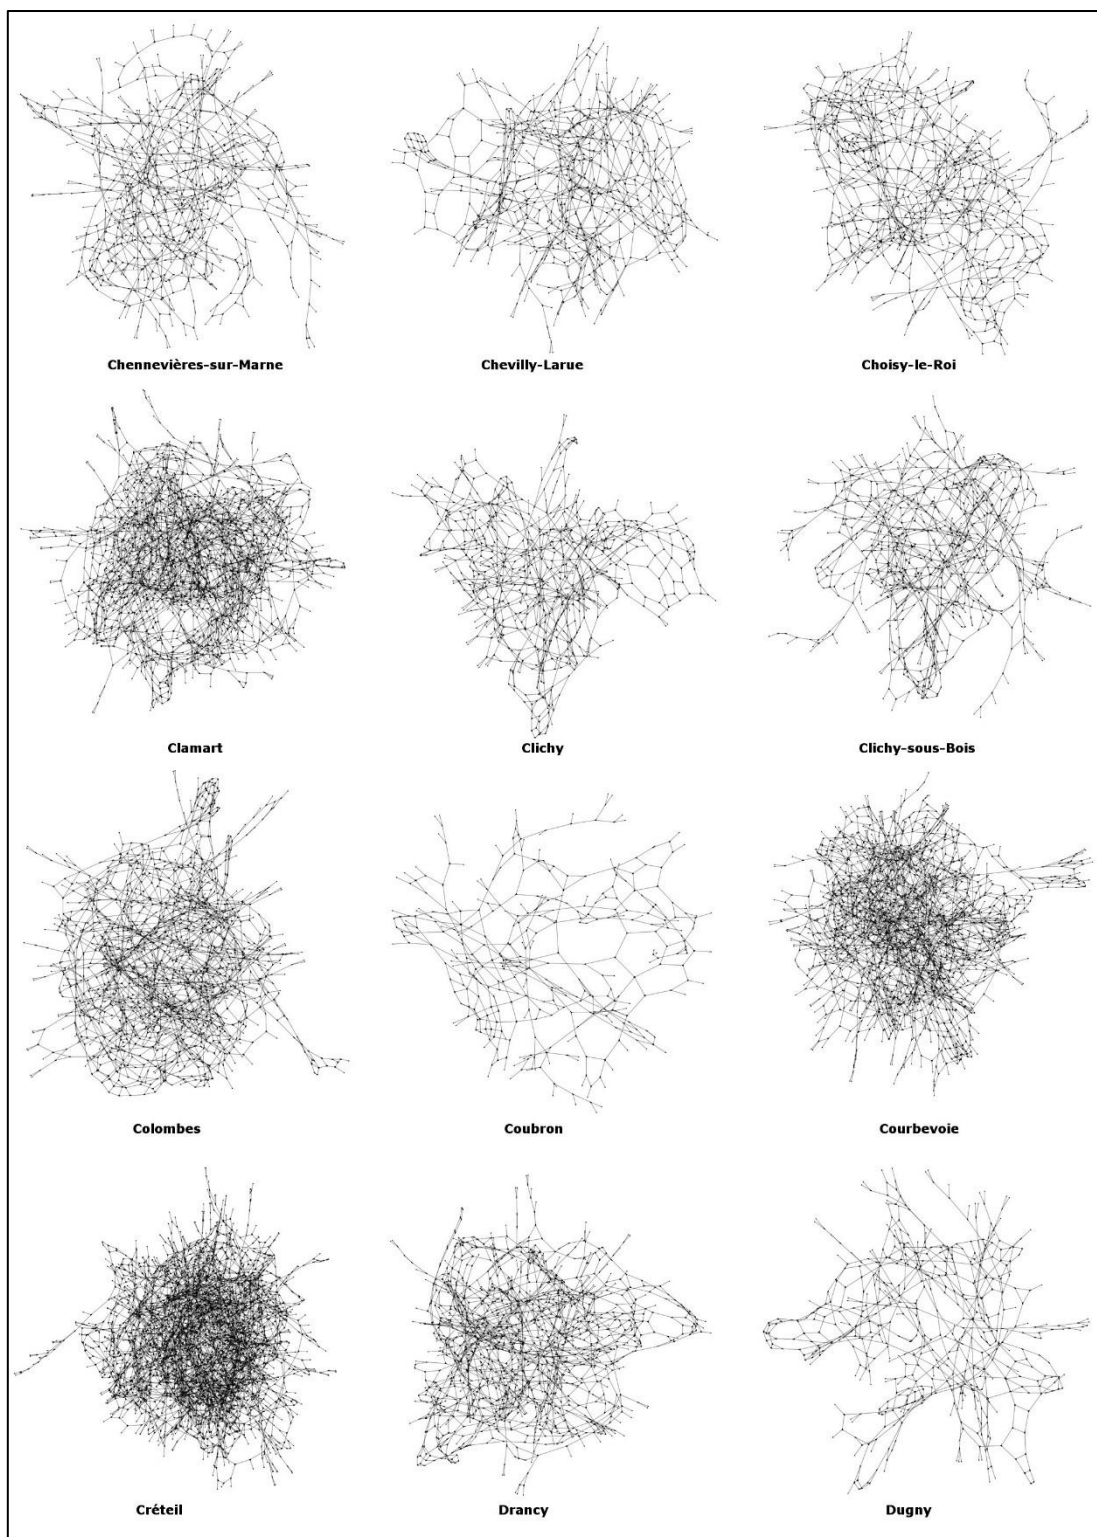 Chennevières-sur-Marne
Chevilly-Larue
Choisy-le-Roi
Clamart
Clichy
Clichy-sous-Bois
Colombes
Coubron
Courbevoie
Créteil
Drancy
Dugny